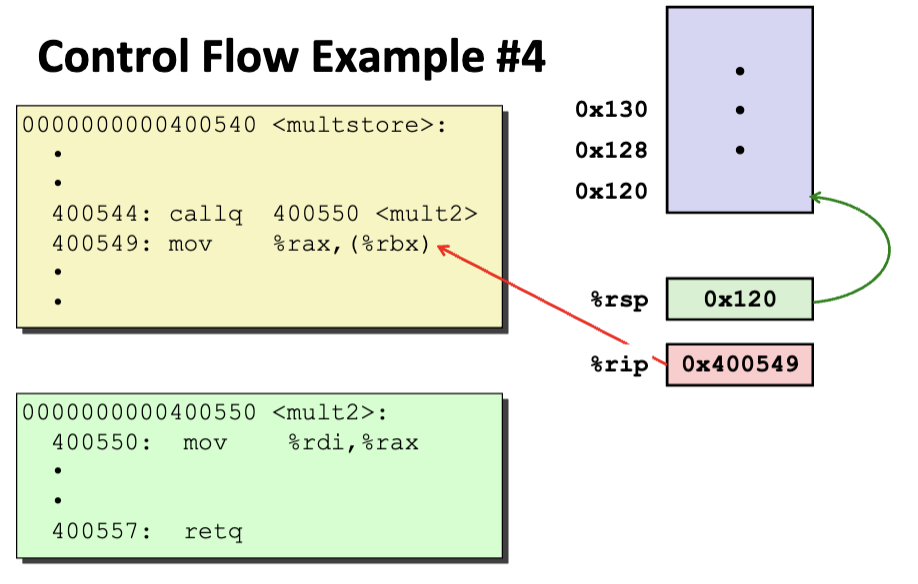 Control Flow Example #4
0000000000400540 <multstore>:
•
•
400544: callq 400550 <mult2>
400549: mov %rax,(%rbx)
•
•
0000000000400550 <mult2>:
400550: mov %rdi,%rax
•
•
400557: retq
•
0x130 •
0x128 •
0x120
%rsp 0x120
%rip 0x400549